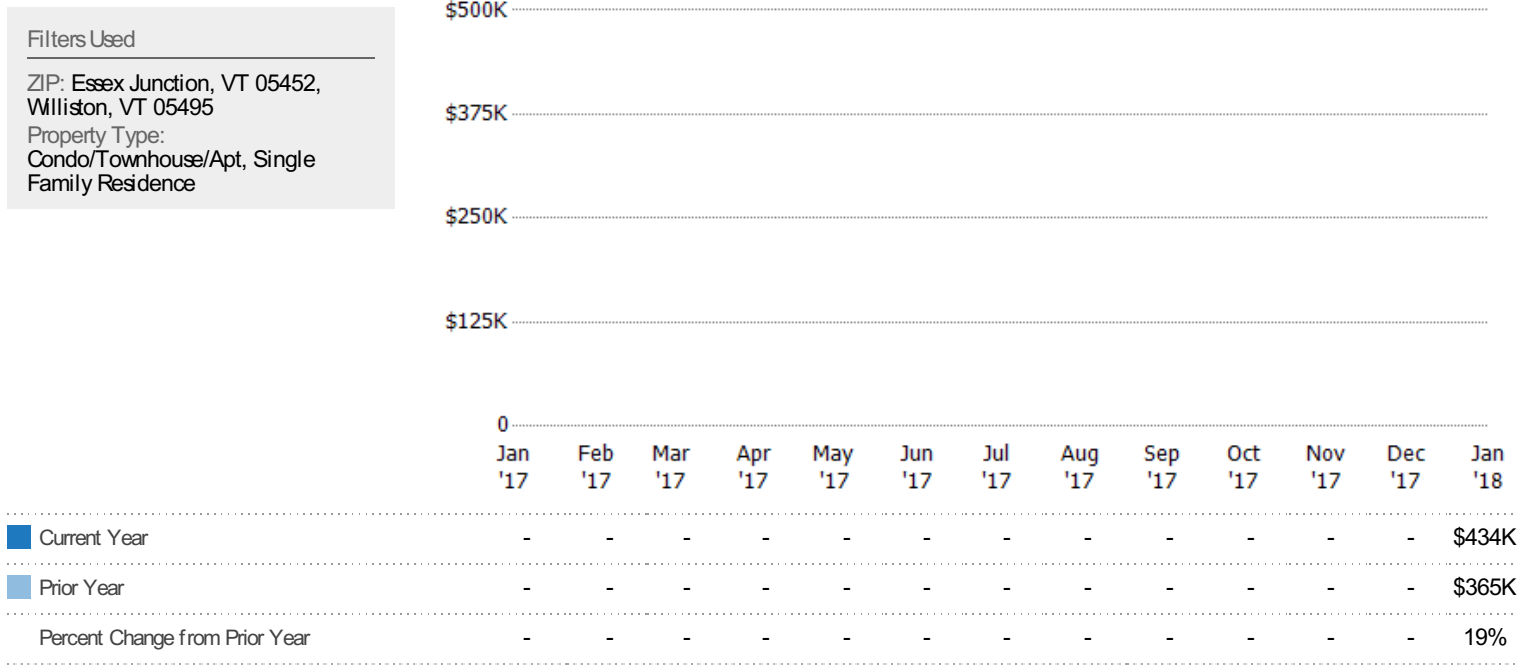 Filters Used
ZIP: Essex Junction, VT 05452,
Williston, VT 05495
Property Type:
Condo/Townhouse/Apt, Single
Family Residence
$500K
$375K
$250K
$125K
0
Jan Feb Mar Apr May Jun Jul Aug Sep Oct Nov Dec Jan
'17 '17 '17 '17 '17 '17 '17 '17 '17 '17 '17 '17 '18
Current Year - - - - - - - - - - - - $434K
Prior Year - - - - - - - - - - - - $365K
Percent Change from Prior Year - - - - - - - - - - - - 19%